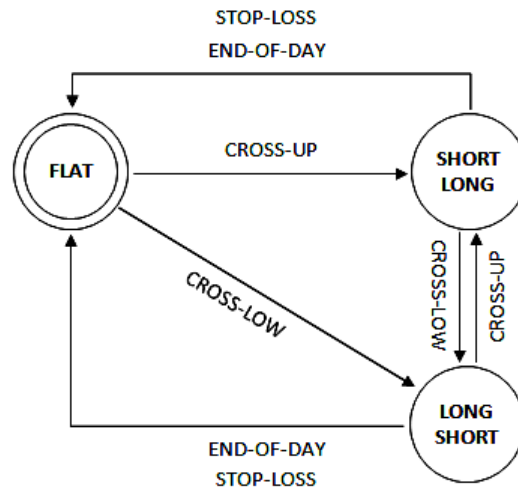 STOP-LOSS
END-OF-DAY
FLAT
CROSS-UP
SHORT
LONG
CROSS-LOW
CROSS-LOW
CROSS-UP
LONG
SHORT
END-OF-DAY
STOP-LOSS